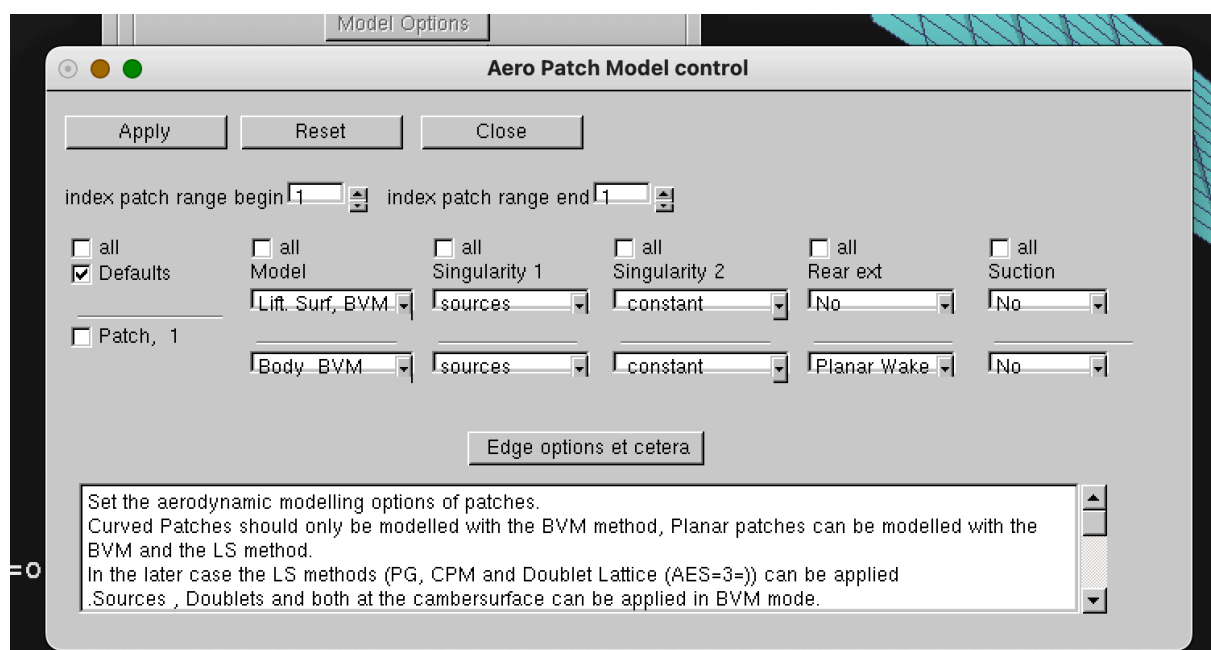 Model Options
Aero Patch Model control
Apply Reset Close
index patch range begin 1 index patch range end 1
all all all all all all
Defaults Model Singularity 1 Singularity 2 Rear ext Suction
Lift. Surf, BVM sources constant No No
Patch, 1
Body BVM sources constant Planar Wake No
Edge options et cetera
Set the aerodynamic modelling options of patches.
Curved Patches should only be modelled with the BVM method, Planar patches can be modelled with the
BVM and the LS method.
=o In the later case the LS methods (PG, CPM and Doublet Lattice (AES=3=)) can be applied
.Sources , Doublets and both at the cambersurface can be applied in BVM mode.